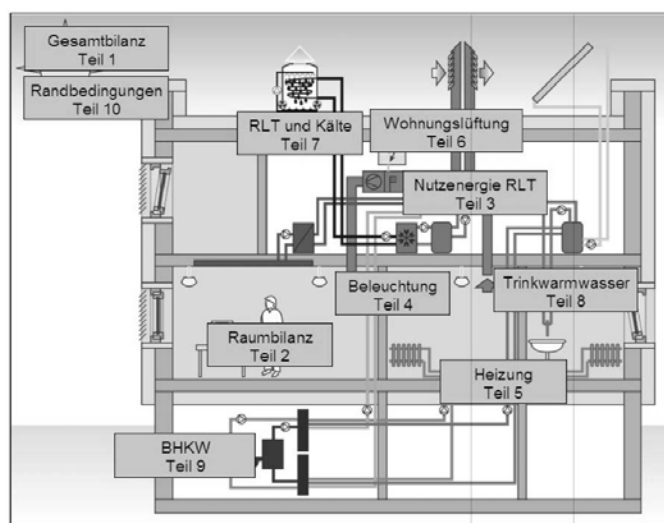 Gesamtbilanz
Teil 1
Randbedingungen
Teil 10
RLT und Kälte
Teil 7
Wohnungslüftung
Teil 6
Nutzenergie RLT
Teil 3
Beleuchtung
Teil 4
Trinkwarmwasser
Teil 8
Raumbilanz
Teil 2
Heizung
Teil 5
BHKW
Teil 9